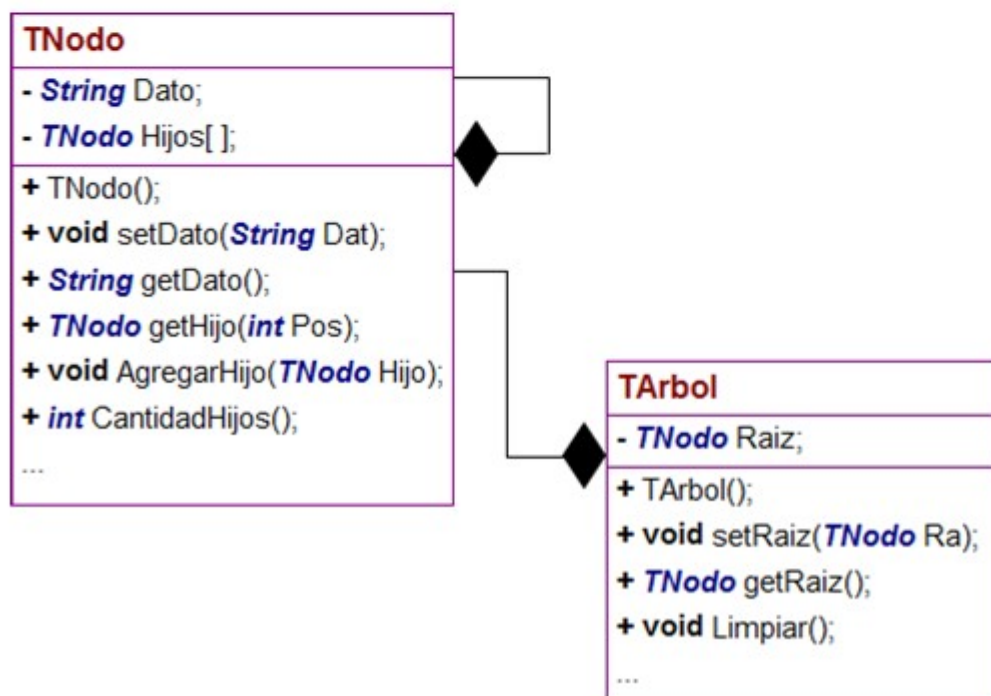 TNodo
- String Dato;
- TNodo Hijos[ ];
+ TNodo();
+ void setDato(String Dat);
+ String getDato();
+ TNodo getHijo(int Pos);
+ void AgregarHijo(TNodo Hijo);
+ int CantidadHijos();
...
TArbol
- TNodo Raiz;
+ TArbol();
+ void setRaiz(TNodo Ra);
+ TNodo getRaiz();
+ void Limpiar();
...